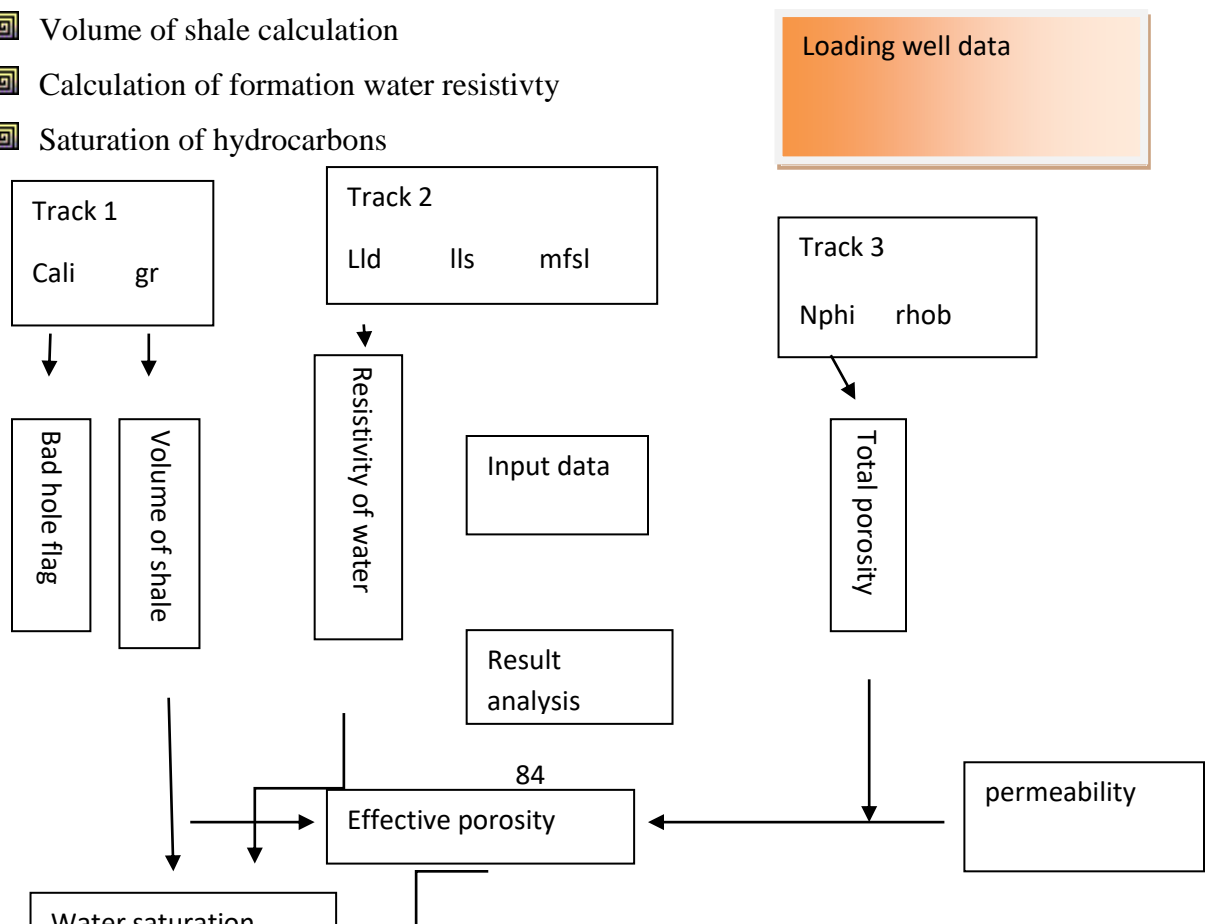 Volume of shale calculation
Calculation of formation water resistivty
Saturation of hydrocarbons
Loading well data
Track 1
Cali gr
Track 2
Lld lls mfsl
Track 3
Nphi rhob
Bad hole flag
Volume of shale
Resistivity of water
Input data
Total porosity
Result
analysis
84
Effective porosity
permeability
Water saturation